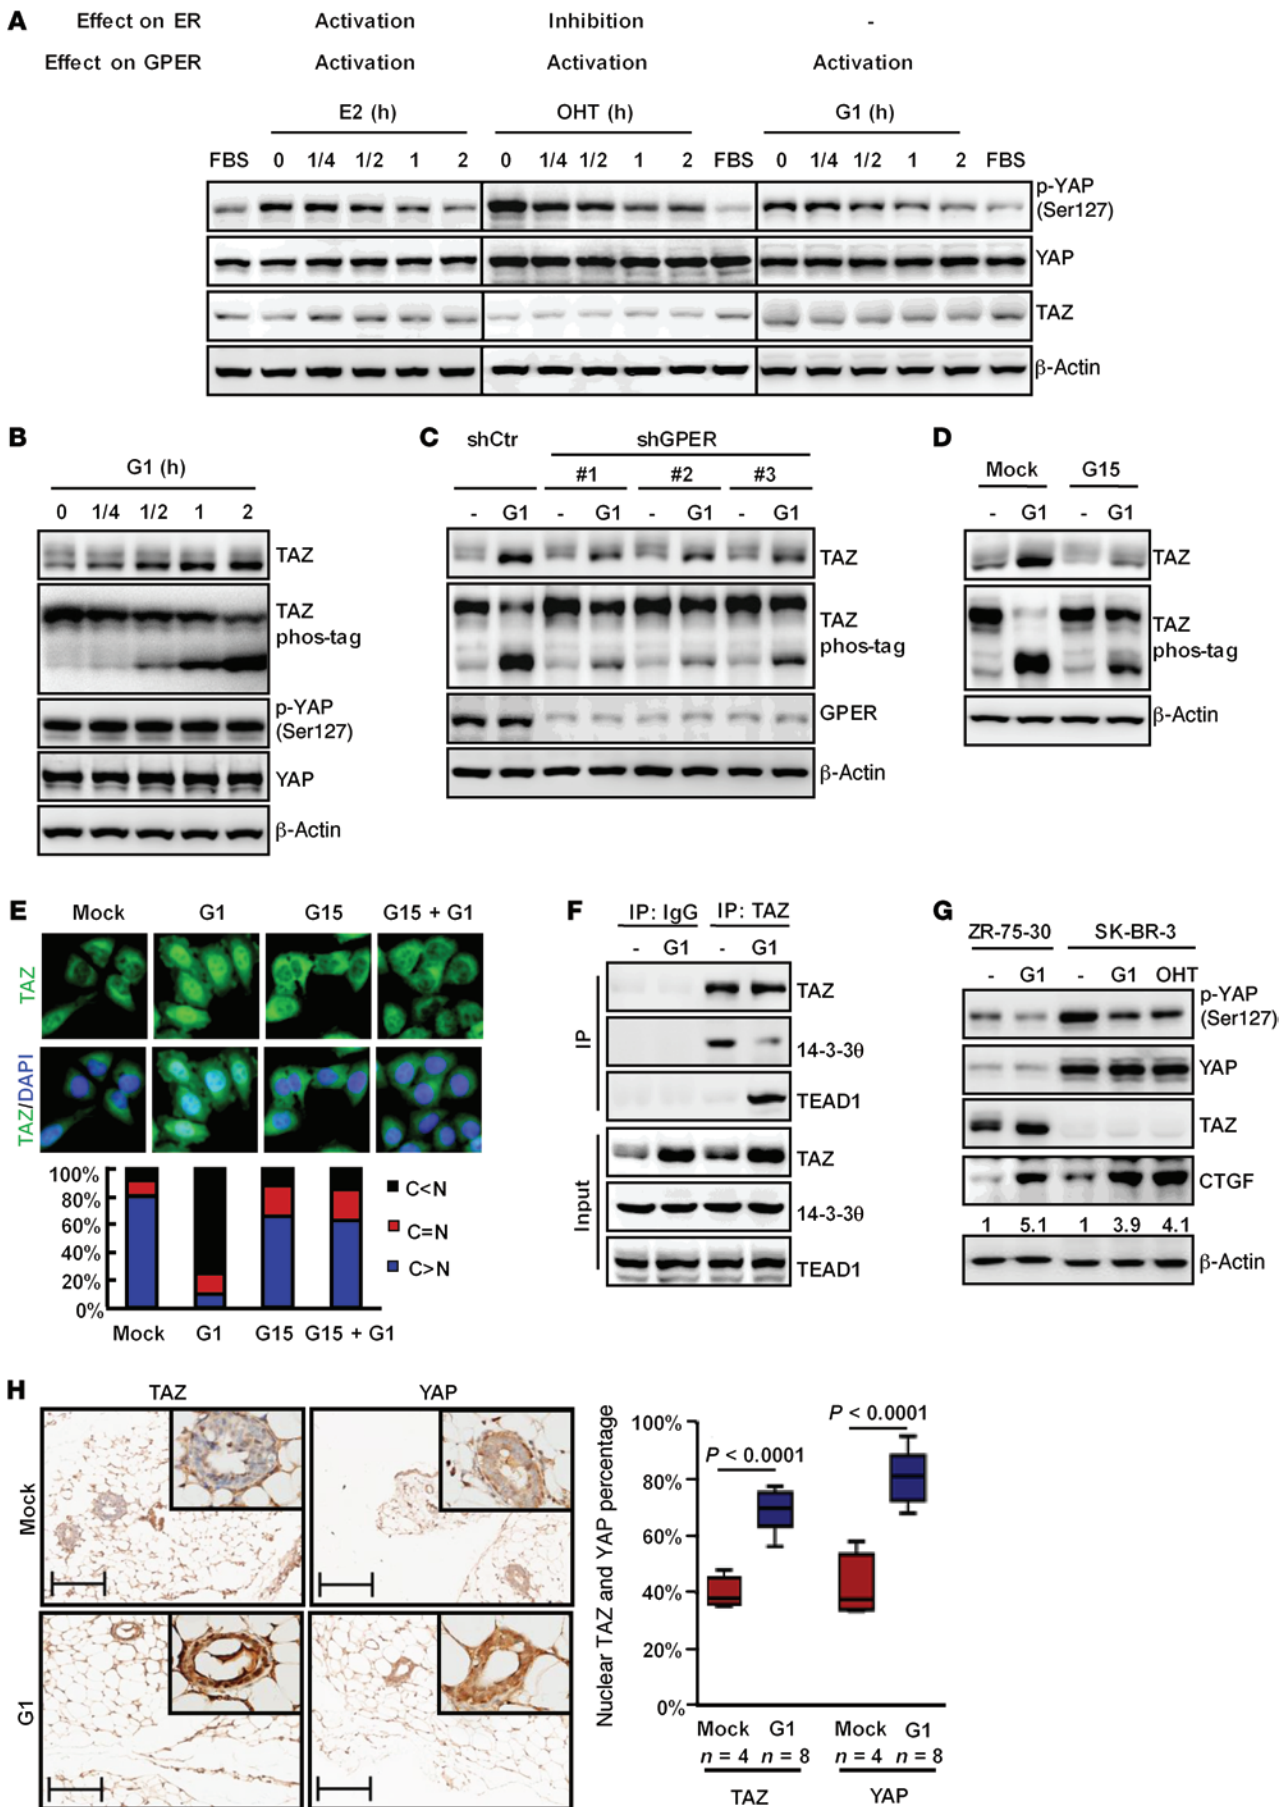 A
Effect on ER Activation Inhibition -
Effect on GPER Activation Activation Activation
E2 (h) OHT (h) G1 (h)
FBS 0 1/4 1/2 1 2 0 1/4 1/2 1 2 FBS 0 1/4 1/2 1 2 FBS
p-YAP
(Ser127)
YAP
TAZ
β-Actin
B
G1 (h)
0 1/4 1/2 1 2
TAZ
TAZ
phos-tag
p-YAP
(Ser127)
YAP
β-Actin
C
shCtr shGPER
#1 #2 #3
- G1 - G1 - G1 - G1
TAZ
TAZ
phos-tag
GPER
β-Actin
D
Mock G15
- G1 - G1
TAZ
TAZ
phos-tag
β-Actin
E
Mock G1 G15 G15 + G1
TAZ
TAZ/DAPI
100%
80%
60%
40%
20%
0%
C<N
C=N
C>N
Mock G1 G15 G15 + G1
F
IP: IgG IP: TAZ
- G1 - G1
IP
TAZ
14-3-3θ
TEAD1
Input
TAZ
14-3-3θ
TEAD1
G
ZR-75-30 SK-BR-3
- G1 - G1 OHT
p-YAP
(Ser127)
YAP
TAZ
CTGF
1 5.1 1 3.9 4.1
β-Actin
H
TAZ YAP
Mock
G1
Nuclear TAZ and YAP percentage
100%
80%
60%
40%
20%
0%
P < 0.0001
P < 0.0001
Mock G1 Mock G1
n = 4 n = 8 n = 4 n = 8
TAZ YAP